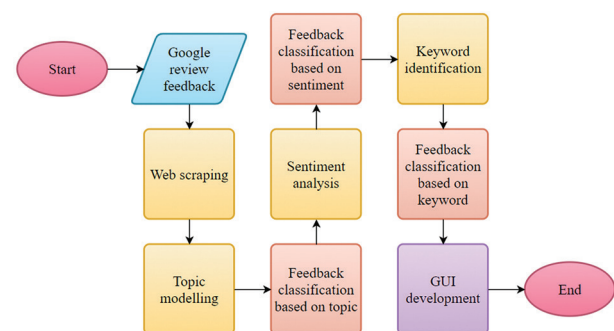 Start
Google
review
feedback
Web scraping
Topic
modelling
Feedback
classification
based on topic
Sentiment
analysis
Feedback
classification
based on
sentiment
Keyword
identification
Feedback
classification
based on
keyword
GUI
development
End